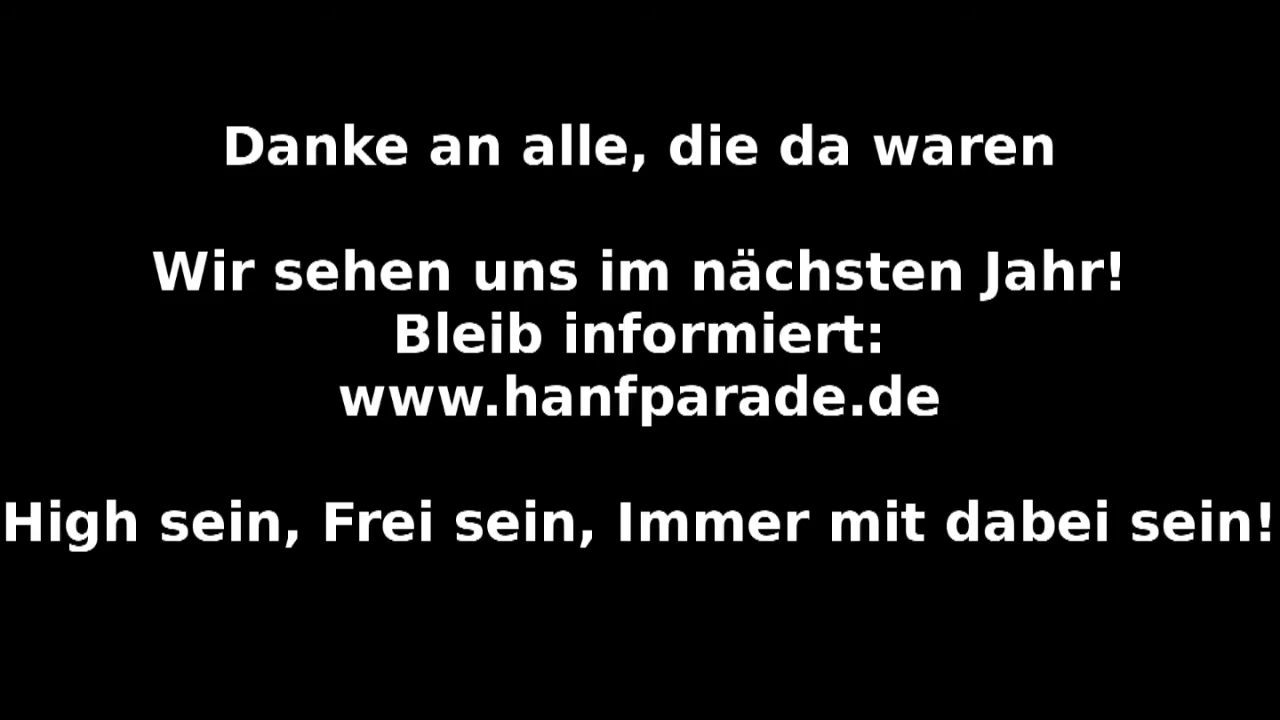 Danke an alle, die da waren
Wir sehen uns im nächsten Jahr!
Bleib informiert:
www.hanfparade.de
High sein, Frei sein, Immer mit dabei sein!